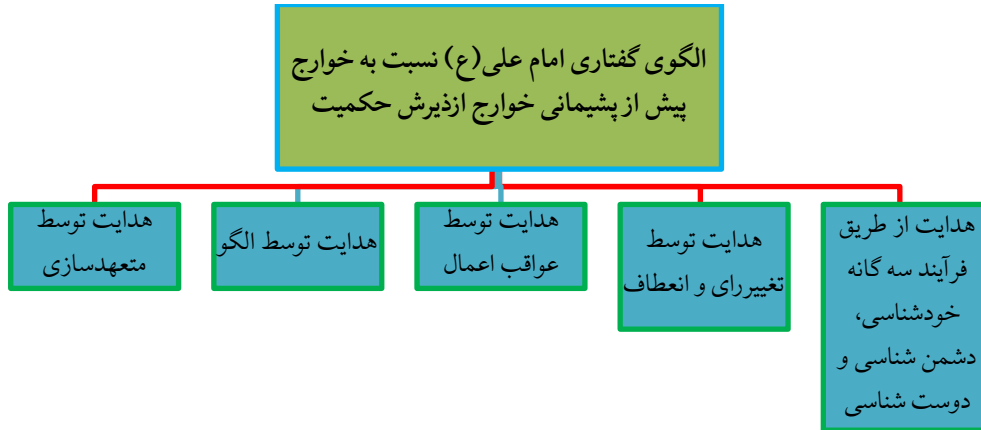 الگوی گفتاری امام علی(ع) نسبت به خوارج
پیش از پشیمانی خوارج ازذیرش حکمیت
هدایت از طریق
فرآیند سه گانه
خودشناسی،
دشمن شناسی و
دوست شناسی
هدایت توسط
تغییررای و انعطاف
هدایت توسط
عواقب اعمال
هدایت توسط الگو
هدایت توسط
متعهدسازی